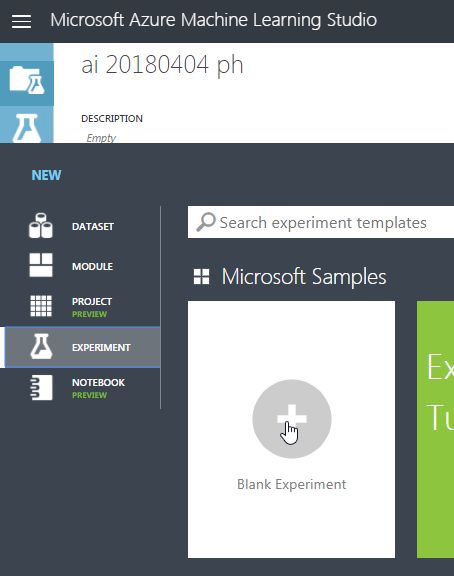 Microsoft Azure Machine Learning Studio
ai 20180404 ph
DESCRIPTION
Empty
NEW
DATASET
MODULE
PROJECT
PREVIEW
EXPERIMENT
NOTEBOOK
PREVIEW
Search experiment templates
Microsoft Samples
Blank Experiment
Ex
Tu